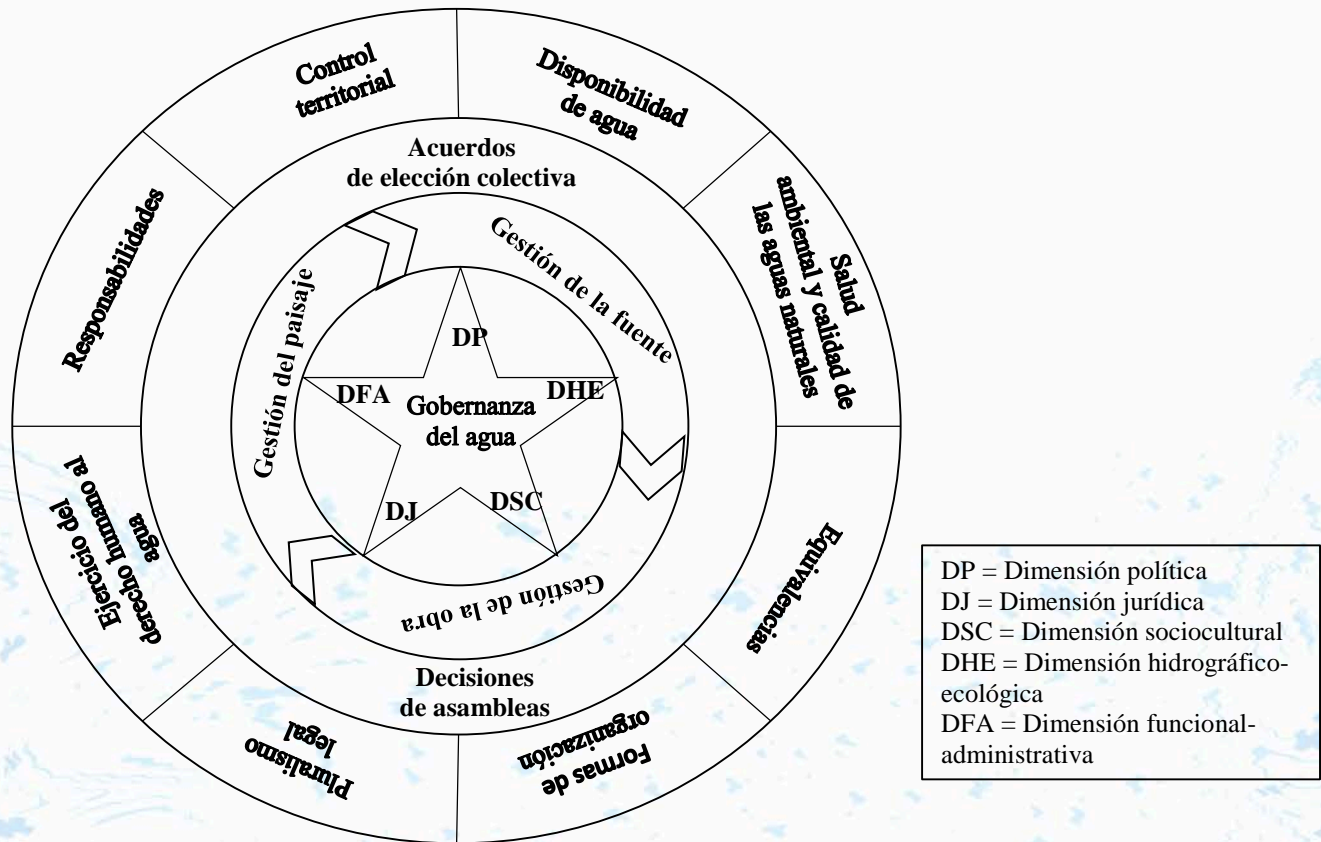 Control
territorial
Disponibilidad
de agua
Salud
ambiental y calidad de
las aguas naturales
Equivalencias
Formas de
organización
Pluralismo
legal
Ejercicio del
derecho humano al
agua
Responsabilidades
Acuerdos
de elección colectiva
Decisiones
de asambleas
Gestión de la fuente
Gestión de la obra
Gestión del paisaje
DP
DHE
DSC
DJ
DFA
Gobernanza
del agua
DP = Dimensión política
DJ = Dimensión jurídica
DSC = Dimensión sociocultural
DHE = Dimensión hidrográfico-
ecológica
DFA = Dimensión funcional-
administrativa